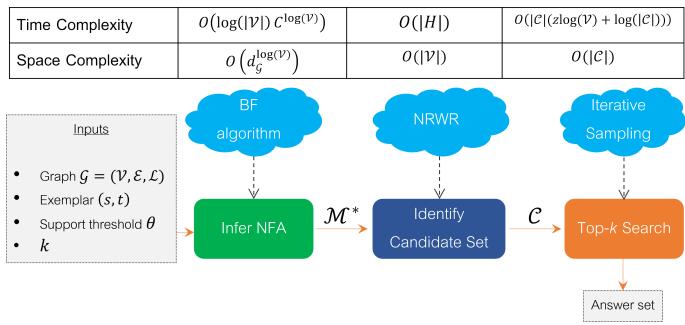 Time Complexity O(log(|𝒱|) C^log(𝒱)) O(|H|) O(|𝒞|(zlog(𝒱) + log(|𝒞|)))
Space Complexity O(d_𝒢^log(𝒱)) O(|𝒱|) O(|𝒞|)
BF
algorithm
NRWR
Iterative
Sampling
Inputs
• Graph 𝒢 = (𝒱, ℰ, ℒ)
• Exemplar (s, t)
• Support threshold θ
• k
Infer NFA
ℳ*
Identify
Candidate Set
𝒞
Top-k Search
Answer set